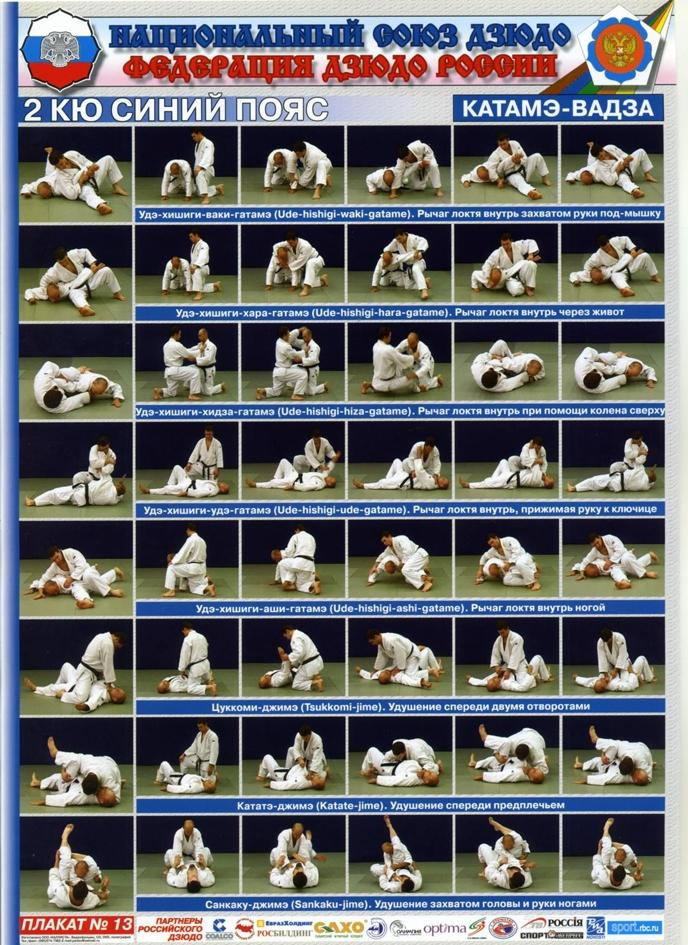 НАЦИОНАЛЬНЫЙ СОЮЗ ДЗЮДО
ФЕДЕРАЦИЯ ДЗЮДО РОССИИ
2 КЮ СИНИЙ ПОЯС
КАТАМЭ-ВАДЗА
Удэ-хишиги-ваки-гатамэ (Ude-hishigi-waki-gatame). Рычаг локтя внутрь захватом руки под-мышку
Удэ-хишиги-хара-гатамэ (Ude-hishigi-hara-gatame). Рычаг локтя внутрь через живот
Удэ-хишиги-хидза-гатамэ (Ude-hishigi-hiza-gatame). Рычаг локтя внутрь при помощи колена сверху
Удэ-хишиги-удэ-гатамэ (Ude-hishigi-ude-gatame). Рычаг локтя внутрь, прижимая руку к ключице
Удэ-хишиги-аши-гатамэ (Ude-hishigi-ashi-gatame). Рычаг локтя внутрь ногой
Цуккоми-джимэ (Tsukkomi-jime). Удушение спереди двумя отворотами
Кататэ-джимэ (Katate-jime). Удушение спереди предплечьем
Санкаку-джимэ (Sankaku-jime). Удушение захватом головы и руки ногами
ПЛАКАТ № 13
ПАРТНЕРЫ
РОССИЙСКОГО
ДЗЮДО
COALCO
ЕвразХолдинг
РОСБИЛДИНГ
САХО
optima
РОССІЯ
СПОРТ
sport.rbc.ru